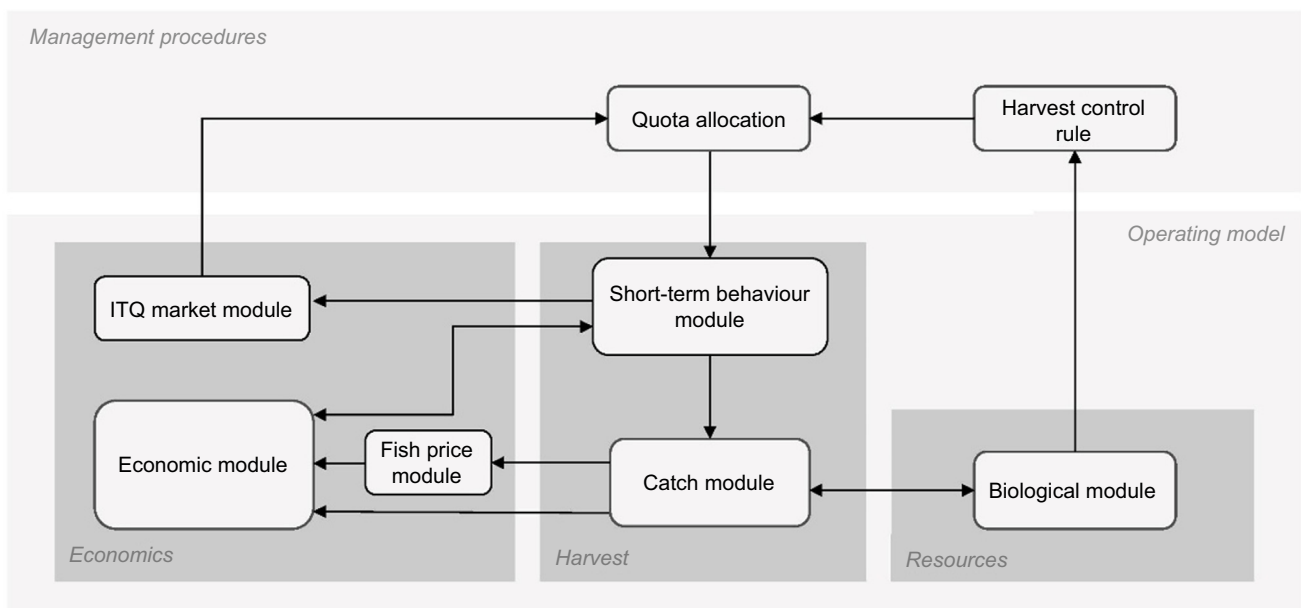 Management procedures
Quota allocation
Harvest control
rule
Operating model
ITQ market module
Short-term behaviour
module
Economic module
Fish price
module
Catch module
Biological module
Economics
Harvest
Resources